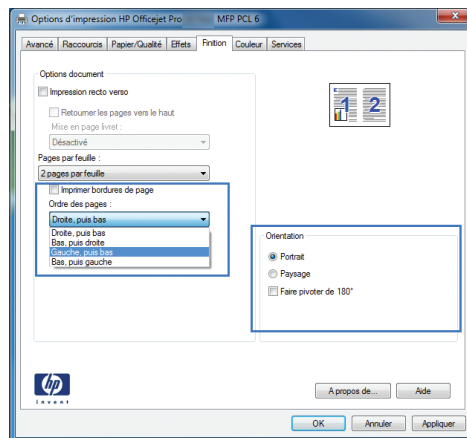 Options d'impression HP Officejet Pro MFP PCL 6
Avancé Raccourcis Papier/Qualité Effets Finition Couleur Services
Options document
Impression recto verso
Retourner les pages vers le haut
Mise en page livret :
Désactivé
Pages par feuille :
2 pages par feuille
Imprimer bordures de page
Ordre des pages :
Droite, puis bas
Droite, puis bas
Bas, puis droite
Gauche, puis bas
Bas, puis gauche
1 2
Orientation
Portrait
Paysage
Faire pivoter de 180°
hp
invent
A propos de... Aide
OK Annuler Appliquer